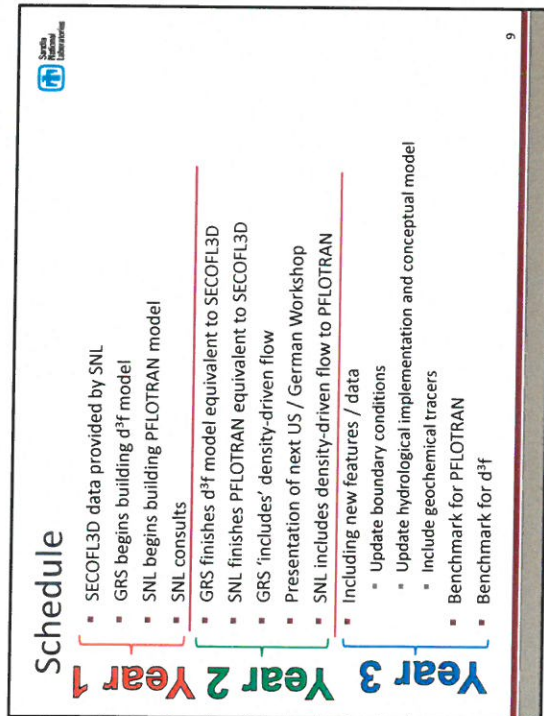 Schedule
Sandia
National
Laboratories
Year 1
SECOFL3D data provided by SNL
GRS begins building d³f model
SNL begins building PFLOTRAN model
SNL consults
Year 2
GRS finishes d³f model equivalent to SECOFL3D
SNL finishes PFLOTRAN equivalent to SECOFL3D
GRS 'includes' density-driven flow
Presentation of next US / German Workshop
SNL includes density-driven flow to PFLOTRAN
Year 3
Including new features / data
Update boundary conditions
Update hydrological implementation and conceptual model
Include geochemical tracers
Benchmark for PFLOTRAN
Benchmark for d³f
9